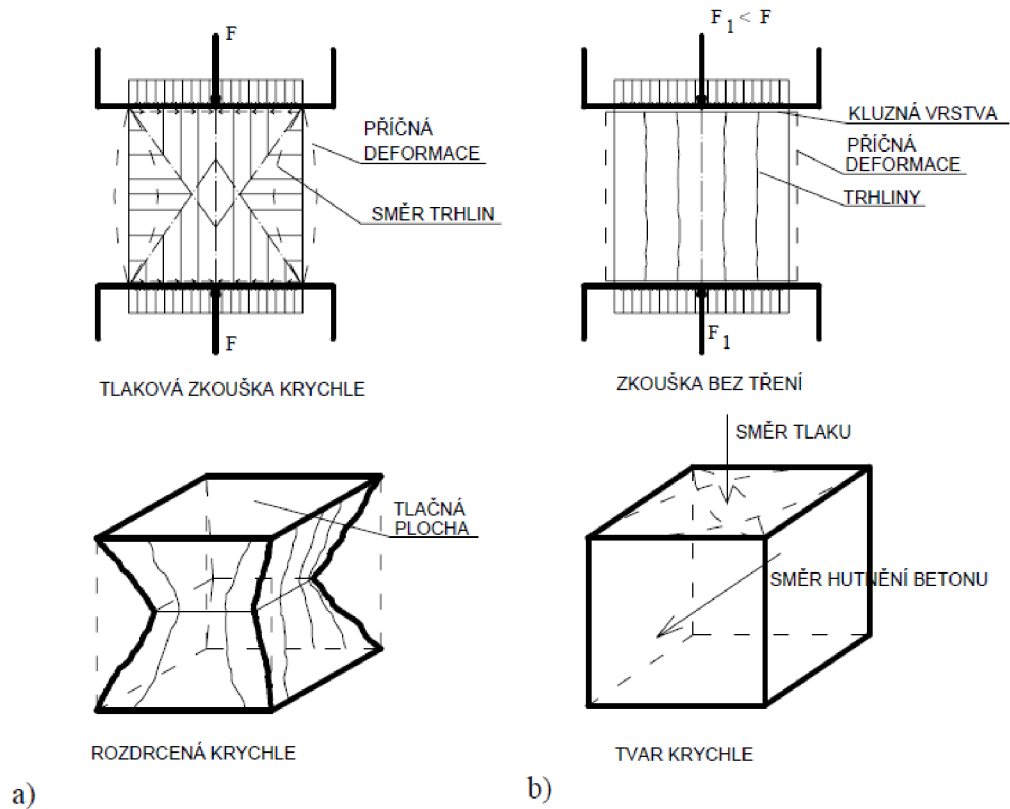 F
PŘÍČNÁ
DEFORMACE
SMĚR TRHLIN
F
TLAKOVÁ ZKOUŠKA KRYCHLE
F1 < F
KLUZNÁ VRSTVA
PŘÍČNÁ
DEFORMACE
TRHLINY
F1
ZKOUŠKA BEZ TŘENÍ
TLAČNÁ
PLOCHA
ROZDRCENÁ KRYCHLE
a)
SMĚR TLAKU
SMĚR HUTNĚNÍ BETONU
TVAR KRYCHLE
b)